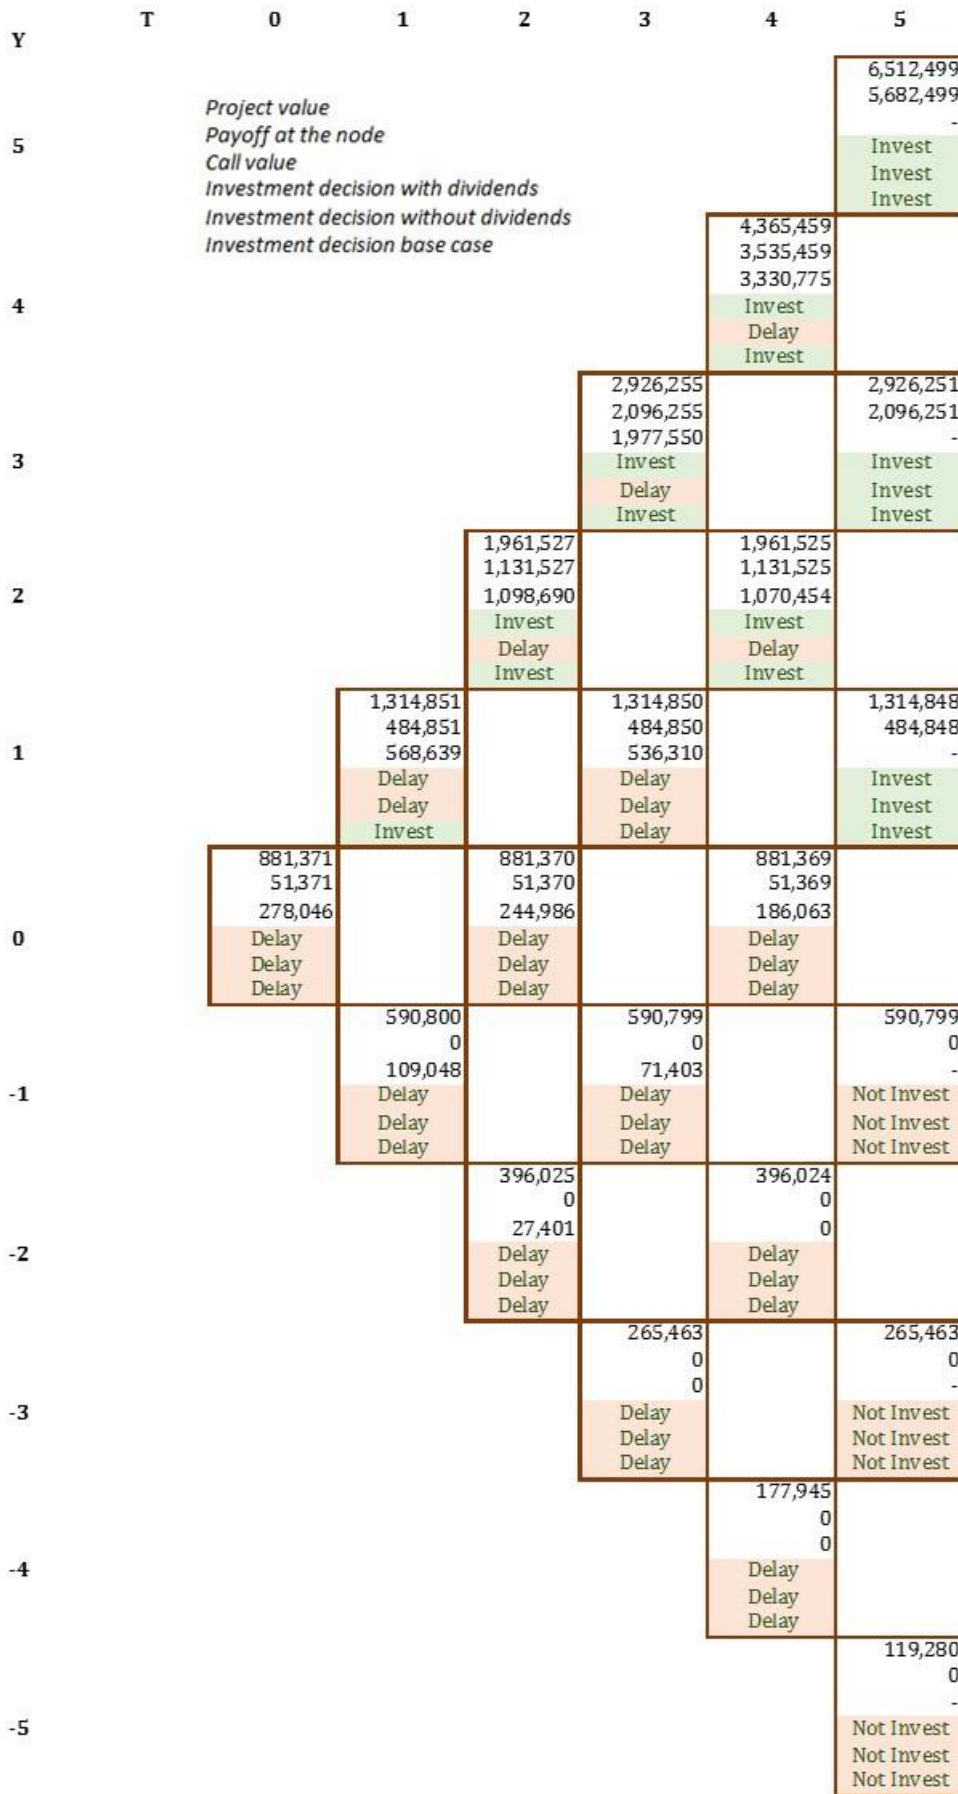 T 0 1 2 3 4 5
Y
6,512,499
Project value 5,682,499
Payoff at the node -
5 Call value Invest
Investment decision with dividends Invest
Investment decision without dividends Invest
Investment decision base case 4,365,459
3,535,459
3,330,775
4 Invest
Delay
Invest
2,926,255 2,926,251
2,096,255 2,096,251
1,977,550 -
3 Invest Invest
Delay Invest
Invest Invest
1,961,527 1,961,525
1,131,527 1,131,525
2 1,098,690 1,070,454
Invest Invest
Delay Delay
Invest Invest
1,314,851 1,314,850 1,314,848
484,851 484,850 484,848
1 568,639 536,310 -
Delay Delay Invest
Delay Delay Invest
Invest Delay Invest
881,371 881,370 881,369
51,371 51,370 51,369
278,046 244,986 186,063
0 Delay Delay Delay
Delay Delay Delay
Delay Delay Delay
590,800 590,799 590,799
0 0 0
109,048 71,403 -
-1 Delay Delay Not Invest
Delay Delay Not Invest
Delay Delay Not Invest
396,025 396,024
0 0
27,401 0
-2 Delay Delay
Delay Delay
Delay Delay
265,463 265,463
0 0
0 -
-3 Delay Not Invest
Delay Not Invest
Delay Not Invest
177,945
0
0
-4 Delay
Delay
Delay
119,280
0
-
-5 Not Invest
Not Invest
Not Invest